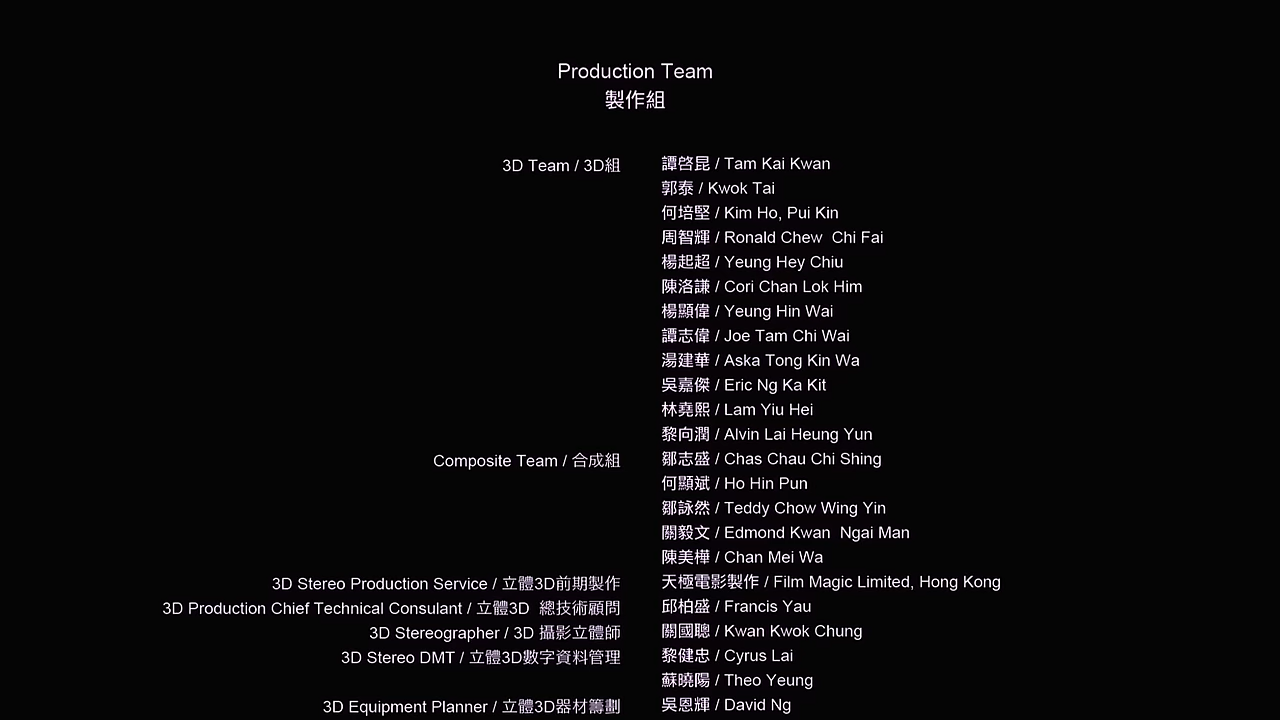 Production Team
製作組
3D Team / 3D組 譚啓昆 / Tam Kai Kwan
郭泰 / Kwok Tai
何培堅 / Kim Ho, Pui Kin
周智輝 / Ronald Chew  Chi Fai
楊起超 / Yeung Hey Chiu
陳洛謙 / Cori Chan Lok Him
楊顯偉 / Yeung Hin Wai
譚志偉 / Joe Tam Chi Wai
湯建華 / Aska Tong Kin Wa
吳嘉傑 / Eric Ng Ka Kit
林堯熙 / Lam Yiu Hei
黎向潤 / Alvin Lai Heung Yun
Composite Team / 合成組 鄒志盛 / Chas Chau Chi Shing
何顯斌 / Ho Hin Pun
鄒詠然 / Teddy Chow Wing Yin
關毅文 / Edmond Kwan  Ngai Man
陳美樺 / Chan Mei Wa
3D Stereo Production Service / 立體3D前期製作 天極電影製作 / Film Magic Limited, Hong Kong
3D Production Chief Technical Consulant / 立體3D  總技術顧問 邱柏盛 / Francis Yau
3D Stereographer / 3D 攝影立體師 關國聰 / Kwan Kwok Chung
3D Stereo DMT / 立體3D數字資料管理 黎健忠 / Cyrus Lai
蘇曉陽 / Theo Yeung
3D Equipment Planner / 立體3D器材籌劃 吳恩輝 / David Ng